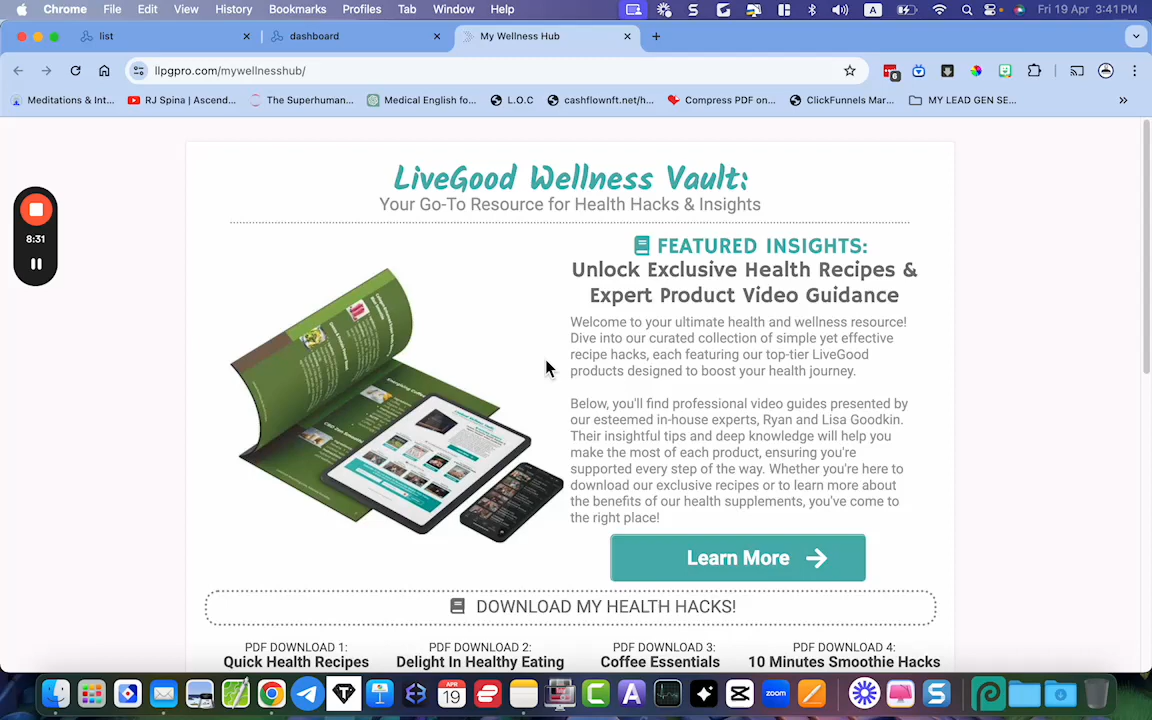 Chrome File Edit View History Bookmarks Profiles Tab Window Help
A Fri 19 Apr 3:41PM
list
dashboard
My Wellness Hub
llpgpro.com/mywellnesshub/
6
Meditations & Int...
RJ Spina | Ascend...
The Superhuman...
Medical English fo...
L.O.C
cashflownft.net/h...
Compress PDF on...
ClickFunnels Mar...
MY LEAD GEN SE...
8:31
LiveGood Wellness Vault:
Your Go-To Resource for Health Hacks & Insights
FEATURED INSIGHTS:
Unlock Exclusive Health Recipes &
Expert Product Video Guidance
Welcome to your ultimate health and wellness resource!
Dive into our curated collection of simple yet effective
recipe hacks, each featuring our top-tier LiveGood
products designed to boost your health journey.
Below, you'll find professional video guides presented by
our esteemed in-house experts, Ryan and Lisa Goodkin.
Their insightful tips and deep knowledge will help you
make the most of each product, ensuring you're
supported every step of the way. Whether you're here to
download our exclusive recipes or to learn more about
the benefits of our health supplements, you've come to
the right place!
Learn More
DOWNLOAD MY HEALTH HACKS!
PDF DOWNLOAD 1:
Quick Health Recipes
PDF DOWNLOAD 2:
Delight In Healthy Eating
PDF DOWNLOAD 3:
Coffee Essentials
PDF DOWNLOAD 4:
10 Minutes Smoothie Hacks
APR
19
zoom